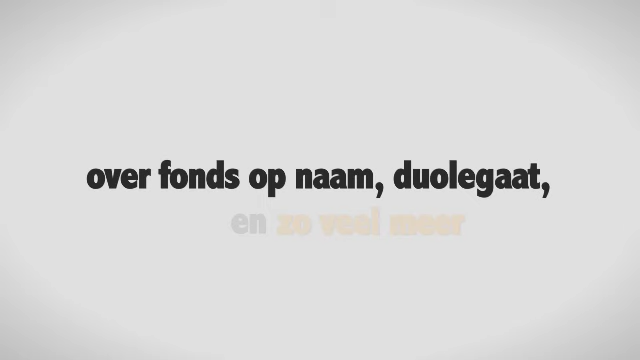 over fonds op naam, duolegaat,
en zo veel meer